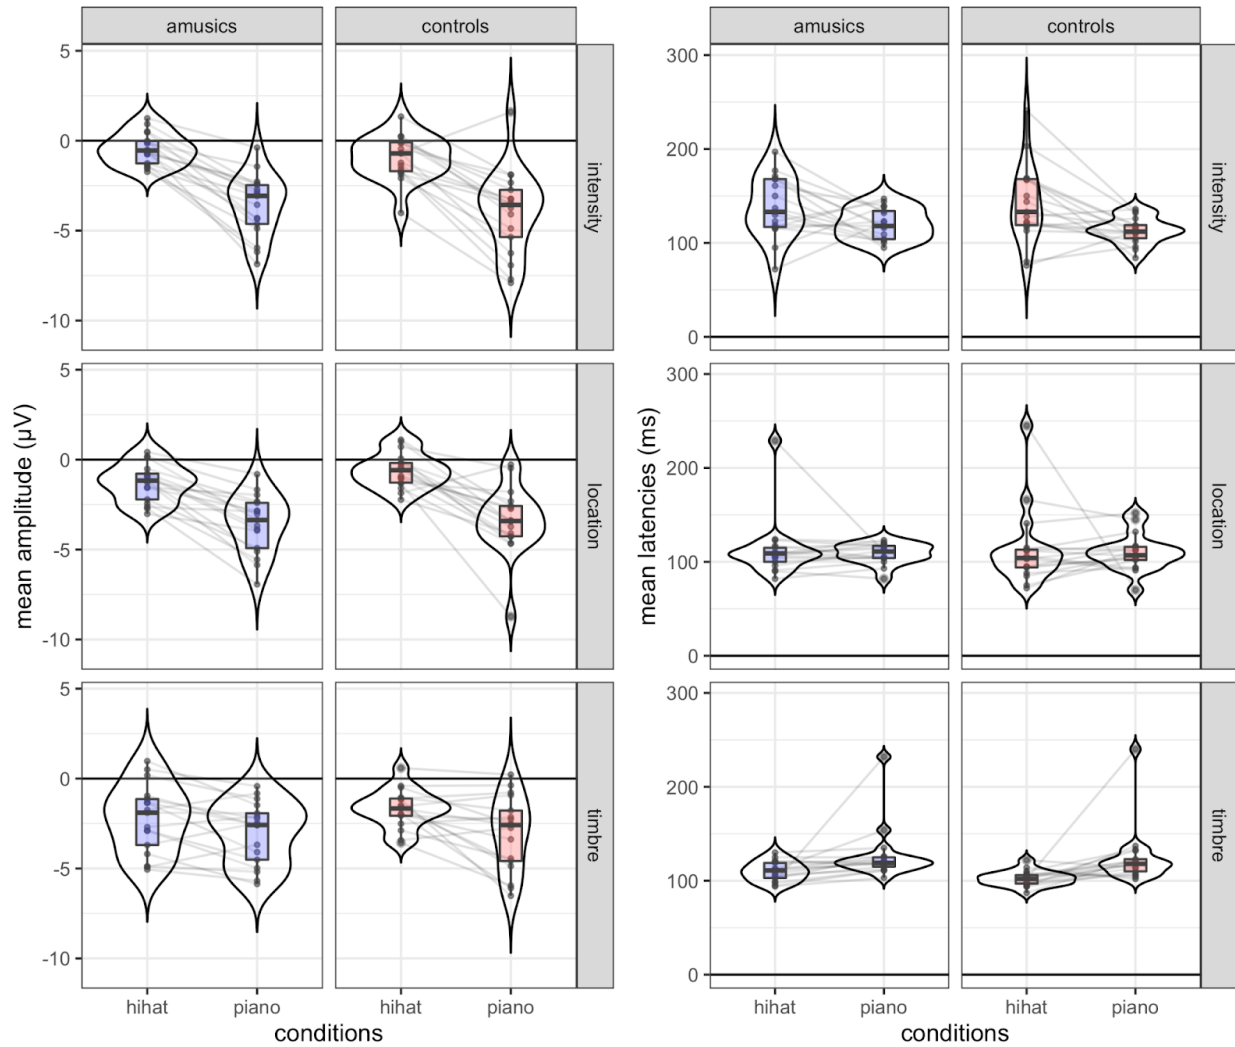 amusics controls
5
0
-5
-10
intensity
5
0
-5
-10
location
5
0
-5
-10
timbre
mean amplitude (µV)
hihat piano hihat piano
conditions
amusics controls
300
200
100
0
intensity
300
200
100
0
location
300
200
100
0
timbre
mean latencies (ms)
hihat piano hihat piano
conditions